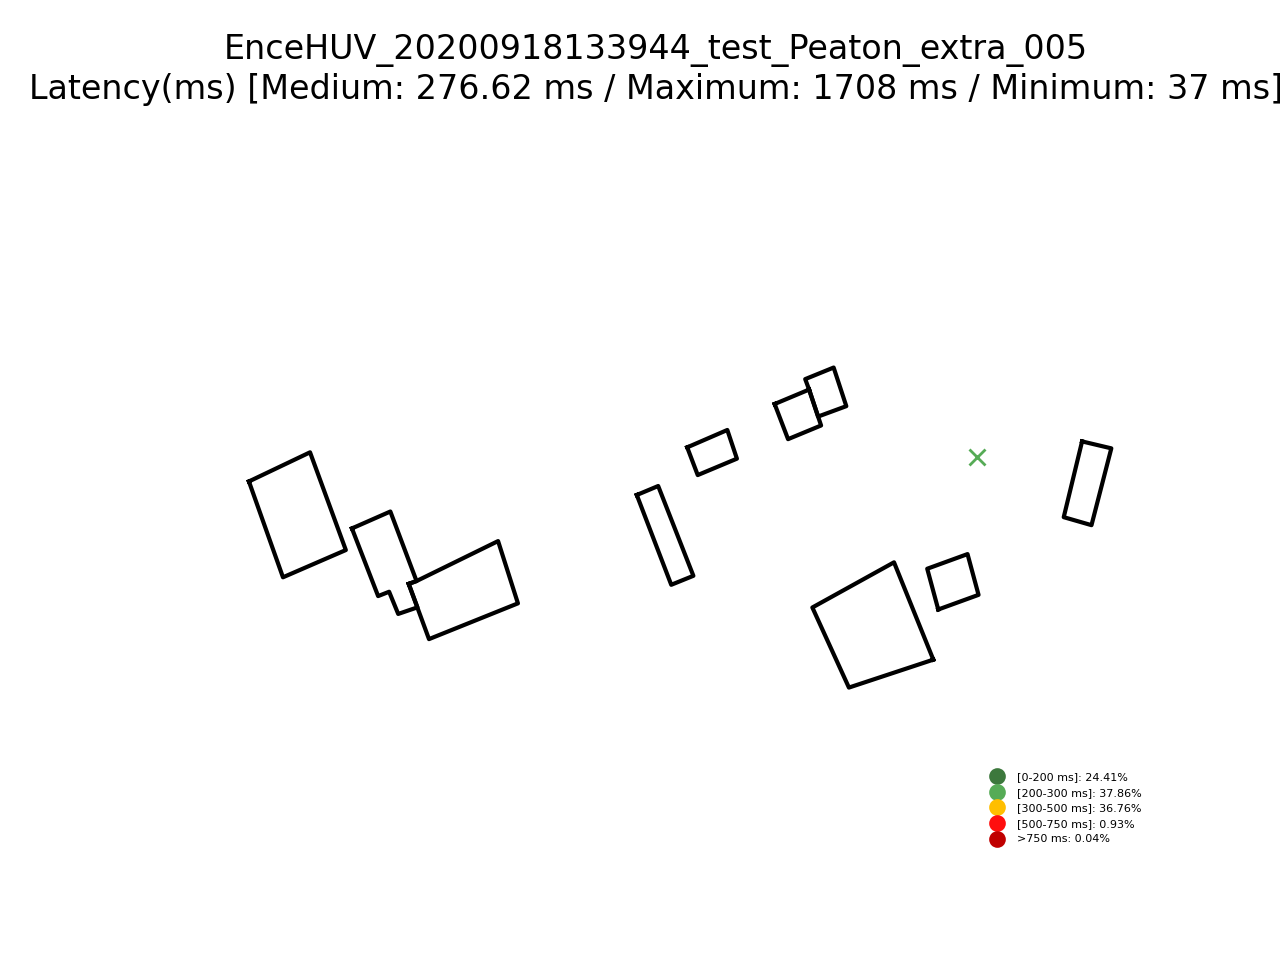 EnceHUV_20200918133944_test_Peaton_extra_005
Latency(ms) [Medium: 276.62 ms / Maximum: 1708 ms / Minimum: 37 ms]
[0-200 ms]: 24.41%
[200-300 ms]: 37.86%
[300-500 ms]: 36.76%
[500-750 ms]: 0.93%
>750 ms: 0.04%